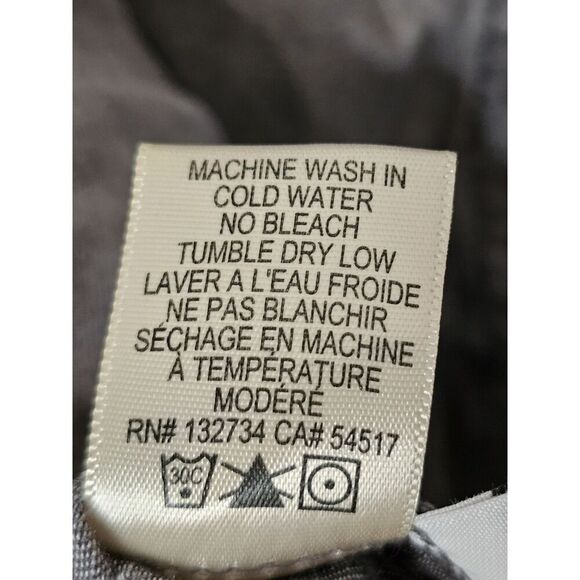 MACHINE WASH IN
COLD WATER
NO BLEACH
TUMBLE DRY LOW
LAVER A L'EAU FROIDE
NE PAS BLANCHIR
SÉCHAGE EN MACHINE
À TEMPÉRATURE
MODÉRÉ
RN# 132734 CA# 54517
30C